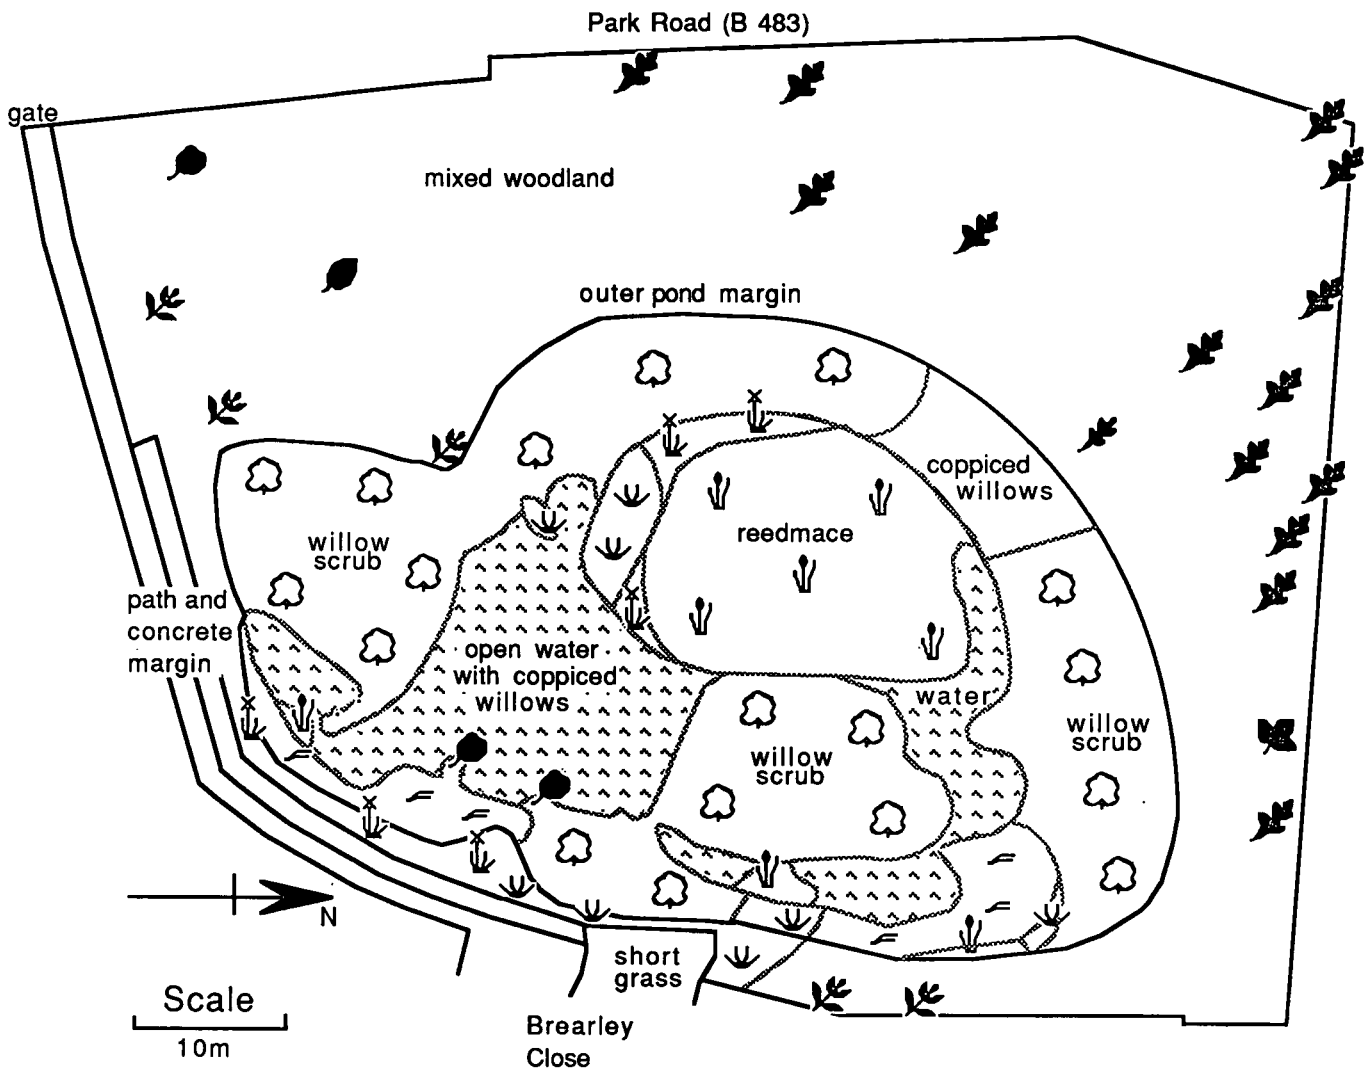 Park Road (B 483)
gate
mixed woodland
outer pond margin
coppiced
willows
reedmace
willow
scrub
path and
concrete
margin
open water
with coppiced
willows
water
willow
scrub
willow
scrub
N
short
grass
Scale
10m
Brearley
Close